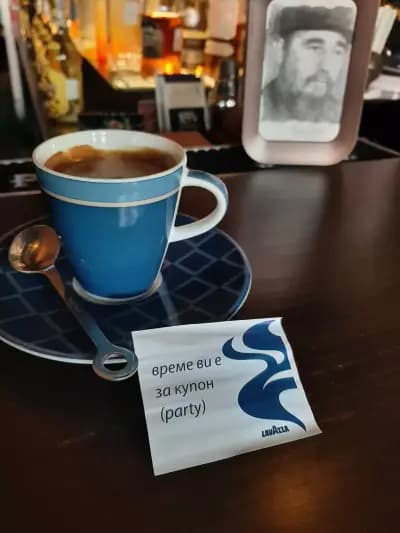 време ви е
за купон
(party)
LAVAZZA